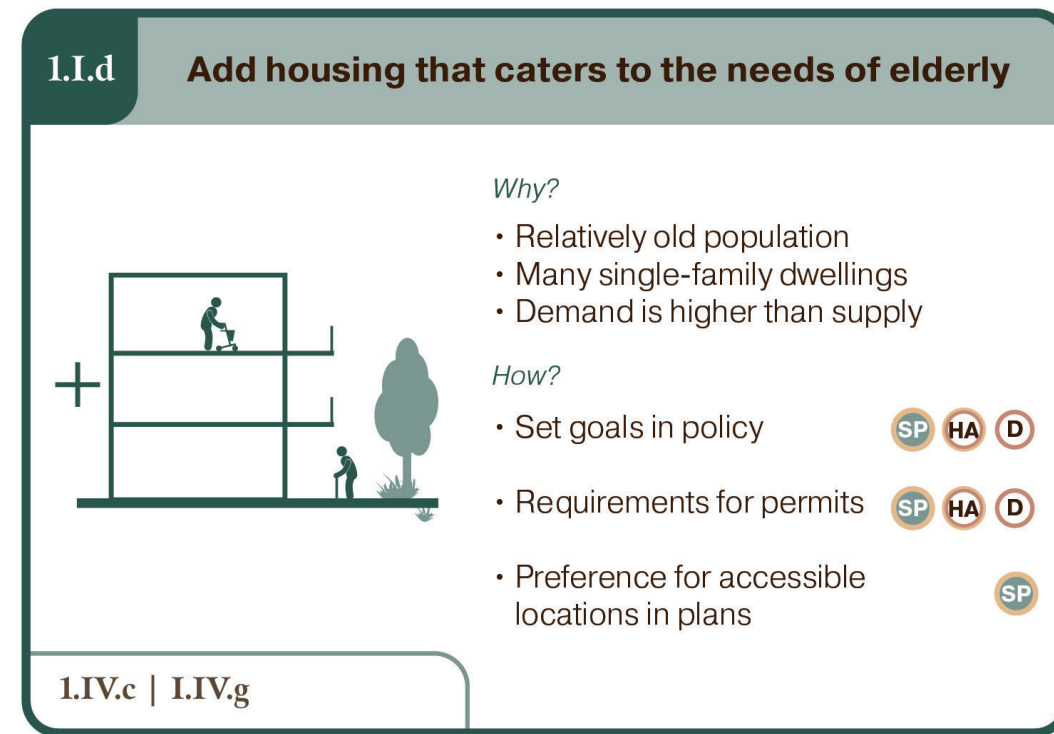 1.I.d
Add housing that caters to the needs of elderly
Why?
• Relatively old population
• Many single-family dwellings
• Demand is higher than supply
How?
• Set goals in policy SP HA D
• Requirements for permits SP HA D
• Preference for accessible
locations in plans SP
1.IV.c | I.IV.g